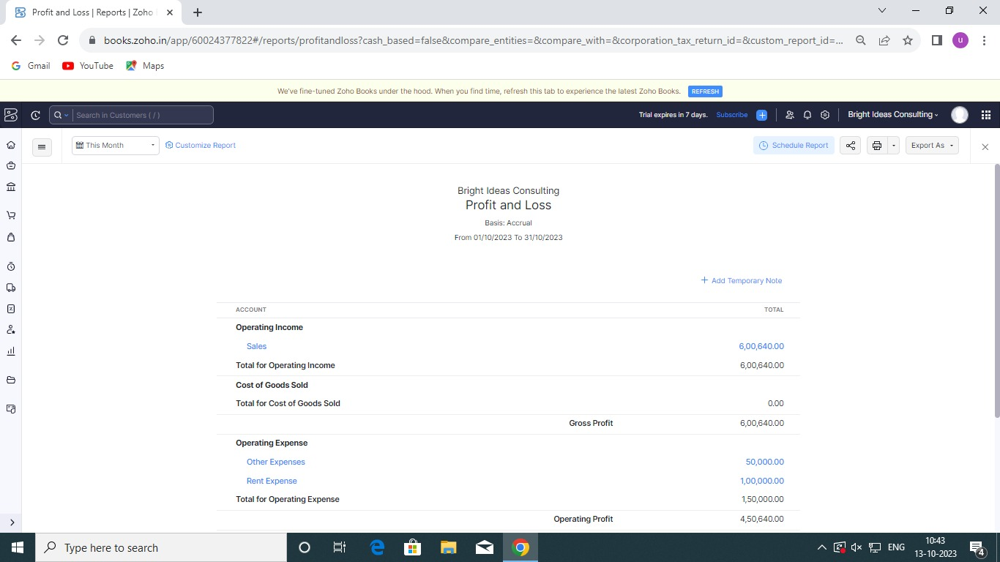 Profit and Loss | Reports | Zoho
books.zoho.in/app/60024377822#/reports/profitandloss?cash_based=false&compare_entities=&compare_with=&corporation_tax_return_id=&custom_report_id=...
u
Gmail YouTube Maps
We've fine-tuned Zoho Books under the hood. When you find time, refresh this tab to experience the latest Zoho Books. REFRESH
Search in Customers ( / ) Trial expires in 7 days. Subscribe Bright Ideas Consulting
This Month Customize Report Schedule Report Export As
Bright Ideas Consulting
Profit and Loss
Basis: Accrual
From 01/10/2023 To 31/10/2023
Add Temporary Note
ACCOUNT TOTAL
Operating Income
Sales 6,00,640.00
Total for Operating Income 6,00,640.00
Cost of Goods Sold
Total for Cost of Goods Sold 0.00
Gross Profit 6,00,640.00
Operating Expense
Other Expenses 50,000.00
Rent Expense 1,00,000.00
Total for Operating Expense 1,50,000.00
Operating Profit 4,50,640.00
Type here to search
ENG
10:43
13-10-2023
4